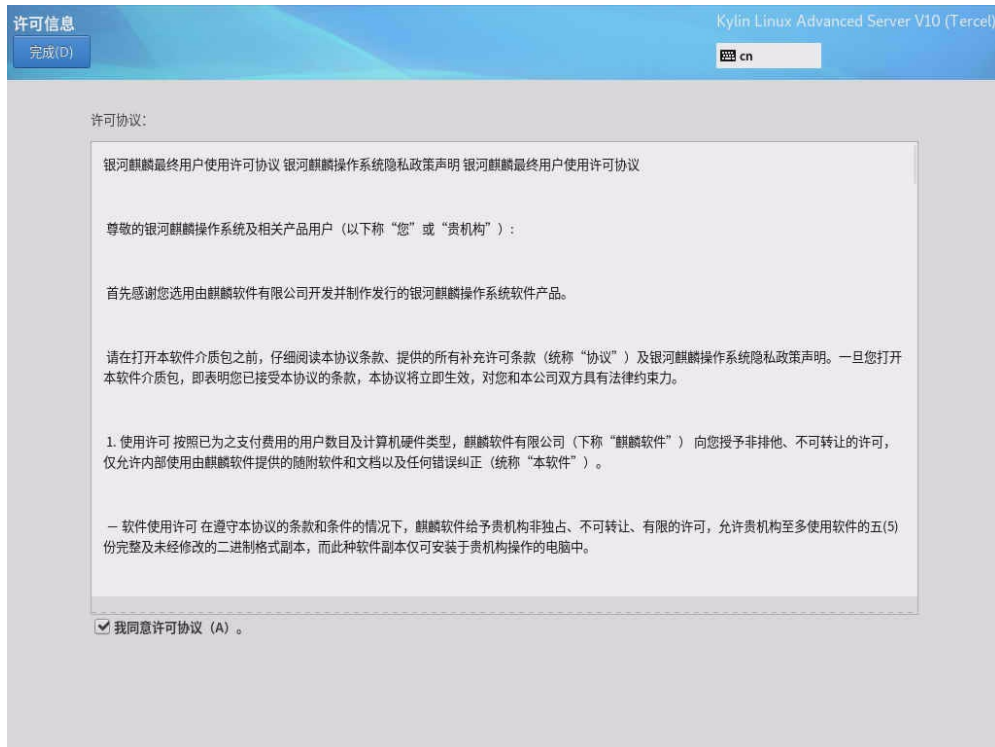 许可信息
Kylin Linux Advanced Server V10 (Tercel)
完成(D)
cn
许可协议：
银河麒麟最终用户使用许可协议 银河麒麟操作系统隐私政策声明 银河麒麟最终用户使用许可协议
尊敬的银河麒麟操作系统及相关产品用户（以下称“您”或“贵机构”）：
首先感谢您选用由麒麟软件有限公司开发并制作发行的银河麒麟操作系统软件产品。
请在打开本软件介质包之前，仔细阅读本协议条款、提供的所有补充许可条款（统称“协议”）及银河麒麟操作系统隐私政策声明。一旦您打开
本软件介质包，即表明您已接受本协议的条款，本协议将立即生效，对您和本公司双方具有法律约束力。
1. 使用许可 按照已为之支付费用的用户数目及计算机硬件类型，麒麟软件有限公司（下称“麒麟软件”） 向您授予非排他、不可转让的许可，
仅允许内部使用由麒麟软件提供的随附软件和文档以及任何错误纠正（统称“本软件”）。
－ 软件使用许可 在遵守本协议的条款和条件的情况下，麒麟软件给予贵机构非独占、不可转让、有限的许可，允许贵机构至多使用软件的五(5)
份完整及未经修改的二进制格式副本，而此种软件副本仅可安装于贵机构操作的电脑中。
我同意许可协议（A）。